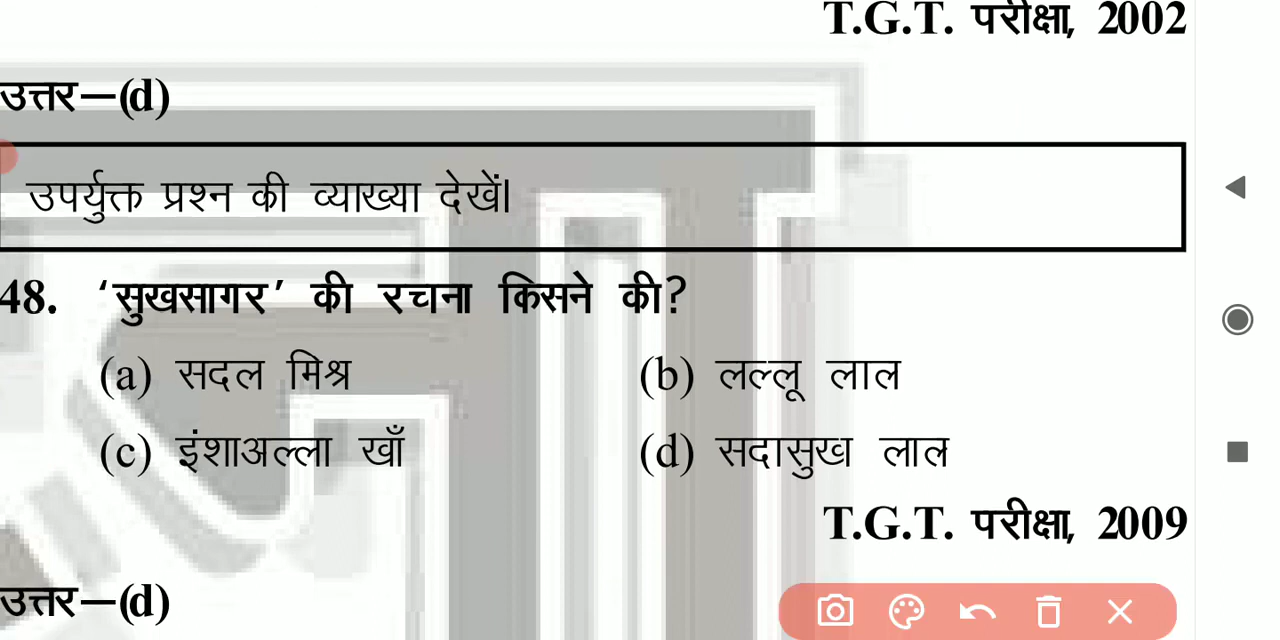 T.G.T. परीक्षा, 2002
उत्तर—(d)
उपर्युक्त प्रश्न की व्याख्या देखें।
48. ‘सुखसागर’ की रचना किसने की?
(a) सदल मिश्र (b) लल्लू लाल
(c) इंशाअल्ला खाँ (d) सदासुख लाल
T.G.T. परीक्षा, 2009
उत्तर—(d)